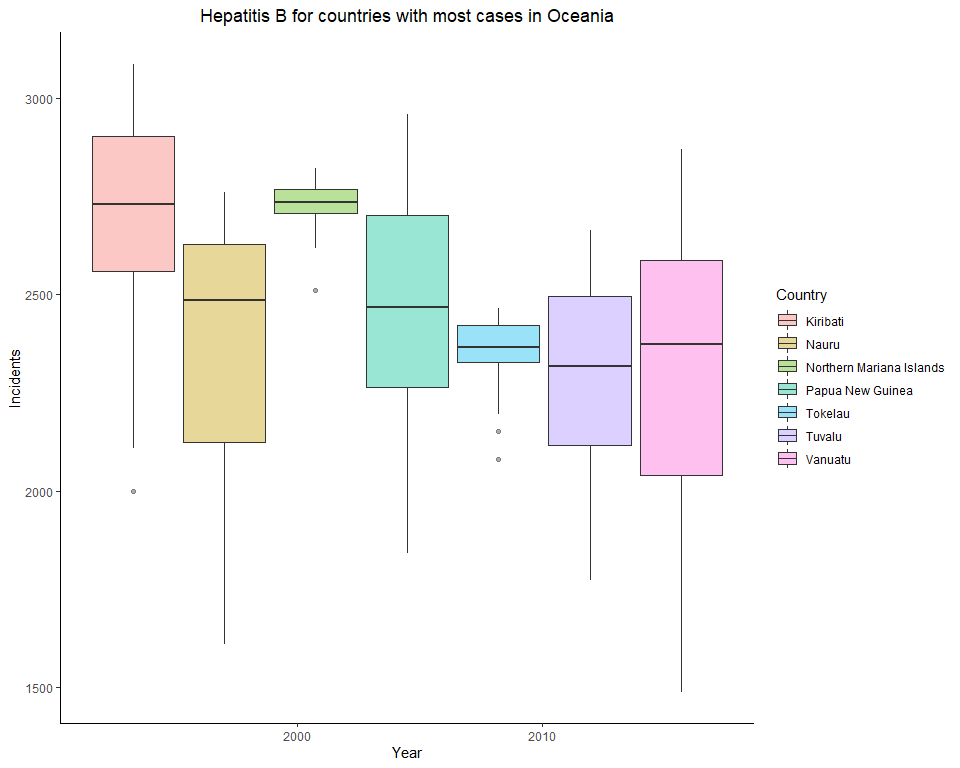 Hepatitis B for countries with most cases in Oceania
3000
2500
2000
1500
Incidents
2000
2010
Year
Country
Kiribati
Nauru
Northern Mariana Islands
Papua New Guinea
Tokelau
Tuvalu
Vanuatu